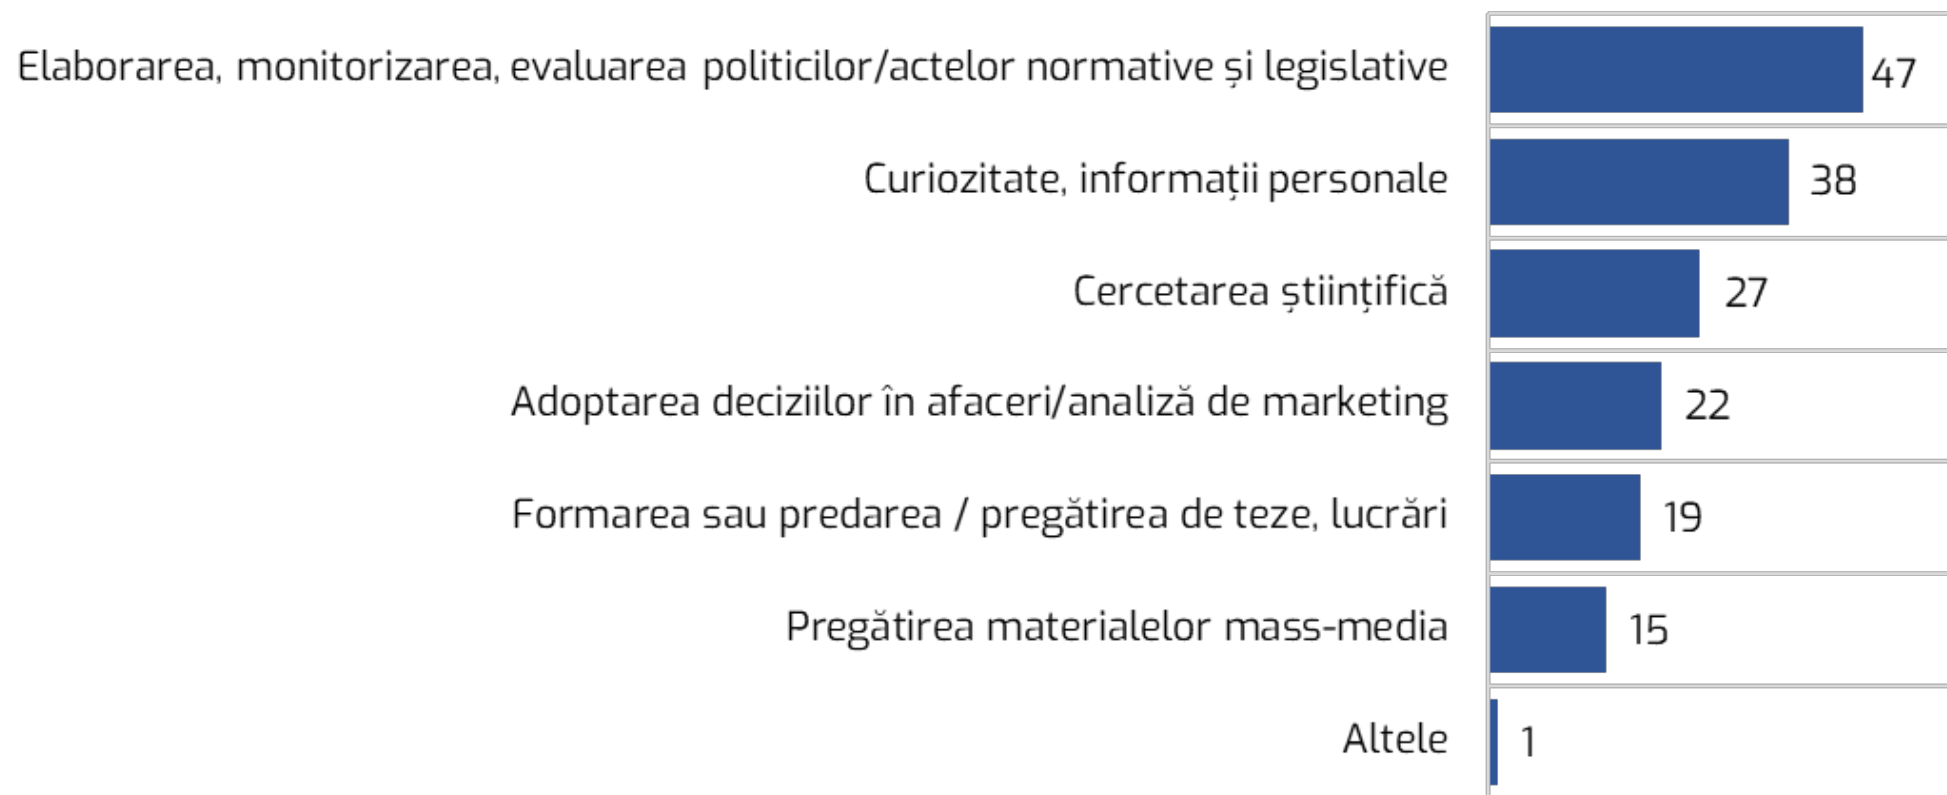 Elaborarea, monitorizarea, evaluarea politicilor/actelor normative și legislative 47
Curiozitate, informații personale 38
Cercetarea științifică 27
Adoptarea deciziilor în afaceri/analiză de marketing 22
Formarea sau predarea / pregătirea de teze, lucrări 19
Pregătirea materialelor mass-media 15
Altele 1